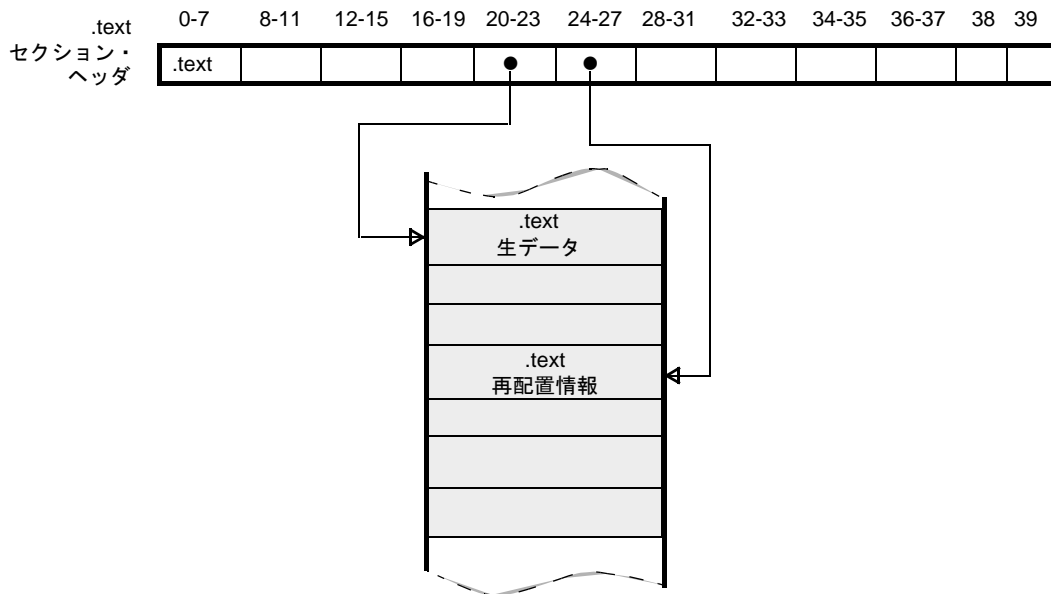 0-7 8-11 12-15 16-19 20-23 24-27 28-31 32-33 34-35 36-37 38 39
.text
セクション・
ヘッダ
.text
.text
生データ
.text
再配置情報